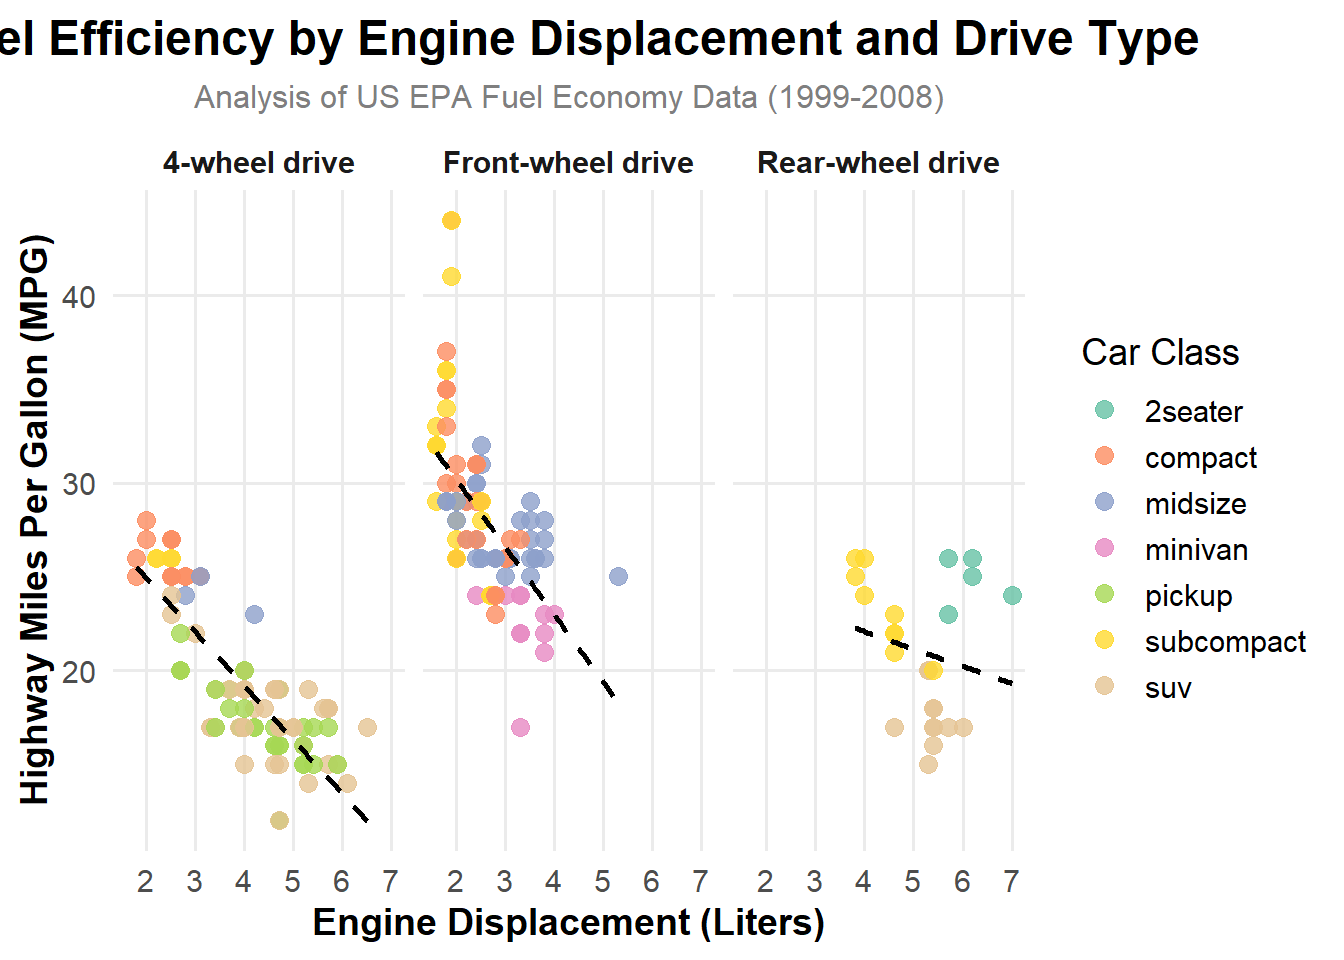 el Efficiency by Engine Displacement and Drive Type
Analysis of US EPA Fuel Economy Data (1999-2008)
4-wheel drive Front-wheel drive Rear-wheel drive
Highway Miles Per Gallon (MPG)
40
30
20
2 3 4 5 6 7 2 3 4 5 6 7 2 3 4 5 6 7
Engine Displacement (Liters)
Car Class
2seater
compact
midsize
minivan
pickup
subcompact
suv